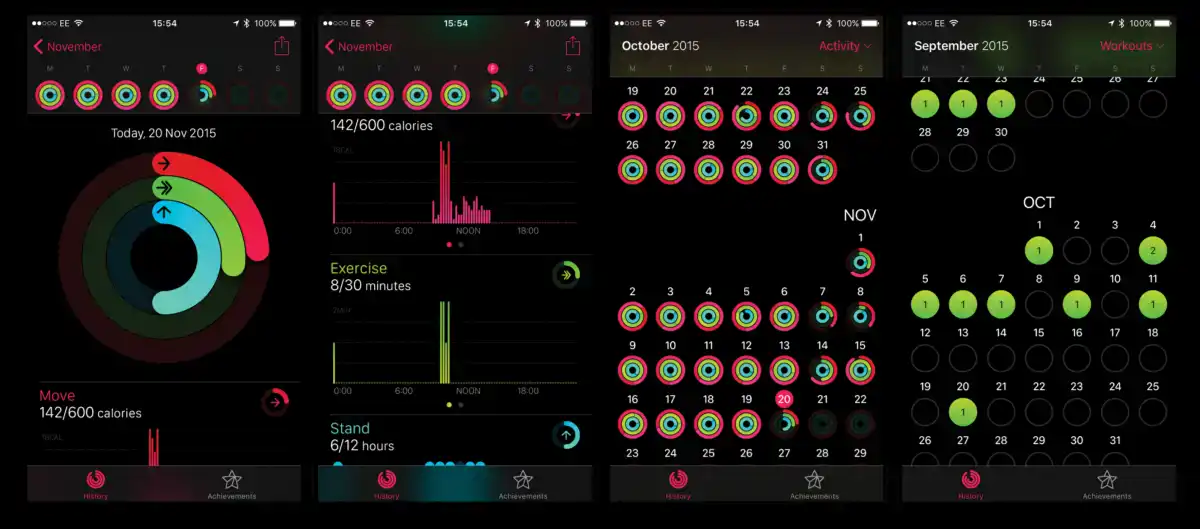 EE 15:54 100%
November
M T W T F S S
Today, 20 Nov 2015
Move
142/600 calories
History Achievements
EE 15:54 100%
November
M T W T F S S
142/600 calories
0:00 6:00 NOON 18:00
Exercise
8/30 minutes
0:00 6:00 NOON 18:00
Stand
6/12 hours
History Achievements
EE 15:54 100%
October 2015 Activity
M T W T F S S
19 20 21 22 23 24 25
26 27 28 29 30 31
NOV
1
2 3 4 5 6 7 8
9 10 11 12 13 14 15
16 17 18 19 20 21 22
23 24 25 26 27 28 29
History Achievements
EE 15:54 100%
September 2015 Workouts
M T W T F S S
21 22 23 24 25 26 27
1 1 1
28 29 30
OCT
1 2 3 4
1 2
5 6 7 8 9 10 11
1 1 1 1 1
12 13 14 15 16 17 18
19 20 21 22 23 24 25
1
26 27 28 29 30 31
History Achievements